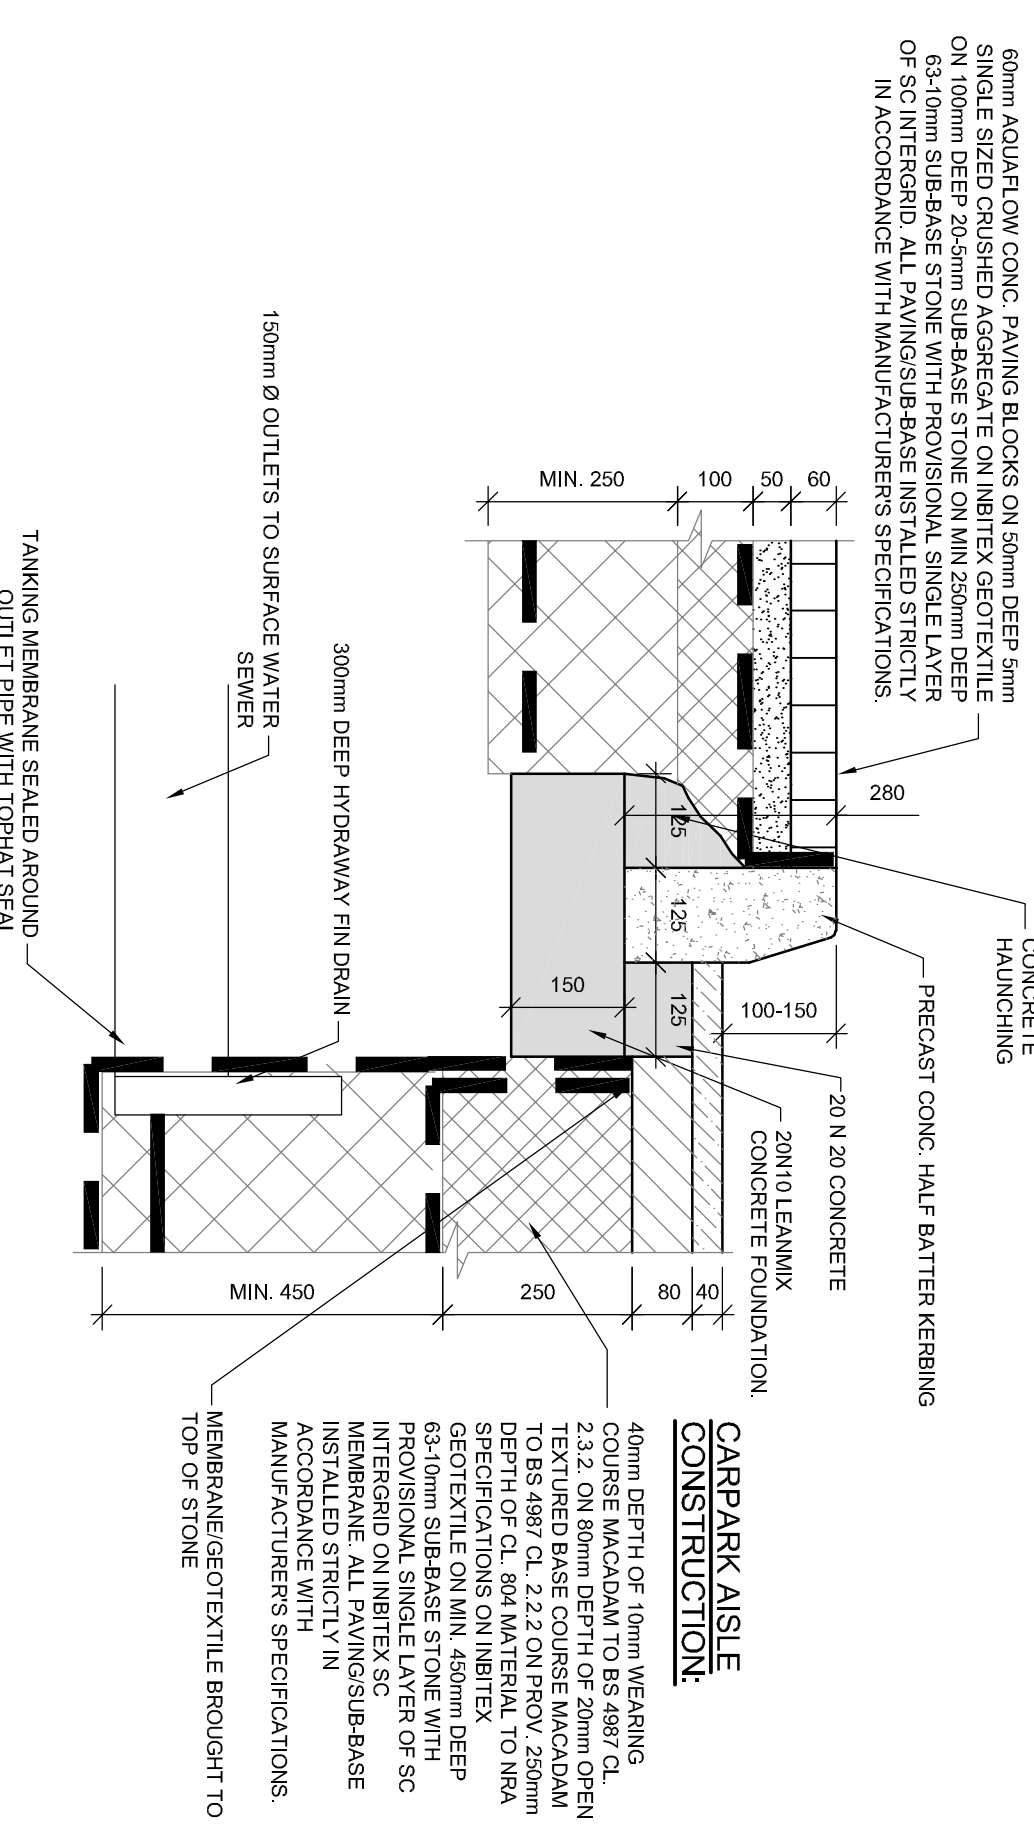 60mm AQUAFLOW CONC. PAVING BLOCKS ON 50mm DEEP 5mm
SINGLE SIZED CRUSHED AGGREGATE ON INBITEX GEOTEXTILE
ON 100mm DEEP 20-5mm SUB-BASE STONE ON MIN 250mm DEEP
63-10mm SUB-BASE STONE WITH PROVISIONAL SINGLE LAYER
OF SC INTERGRID. ALL PAVING/SUB-BASE INSTALLED STRICTLY
IN ACCORDANCE WITH MANUFACTURER'S SPECIFICATIONS.
CONCRETE
HAUNCHING
PRECAST CONC. HALF BATTER KERBING
20 N 20 CONCRETE
20N10 LEANMIX
CONCRETE FOUNDATION.
60
50
100
MIN. 250
280
125
125
125
150
100-150
40
80
250
MIN. 450
CARPARK AISLE
CONSTRUCTION:
40mm DEPTH OF 10mm WEARING
COURSE MACADAM TO BS 4987 CL.
2.3.2. ON 80mm DEPTH OF 20mm OPEN
TEXTURED BASE COURSE MACADAM
TO BS 4987 CL. 2.2.2 ON PROV. 250mm
DEPTH OF CL. 804 MATERIAL TO NRA
SPECIFICATIONS ON INBITEX
GEOTEXTILE ON MIN. 450mm DEEP
63-10mm SUB-BASE STONE WITH
PROVISIONAL SINGLE LAYER OF SC
INTERGRID ON INBITEX SC
MEMBRANE. ALL PAVING/SUB-BASE
INSTALLED STRICTLY IN
ACCORDANCE WITH
MANUFACTURER'S SPECIFICATIONS.
MEMBRANE/GEOTEXTILE BROUGHT TO
TOP OF STONE
300mm DEEP HYDRAWAY FIN DRAIN
150mm Ø OUTLETS TO SURFACE WATER
SEWER
TANKING MEMBRANE SEALED AROUND
OUTLET PIPE WITH TOPHAT SEAL